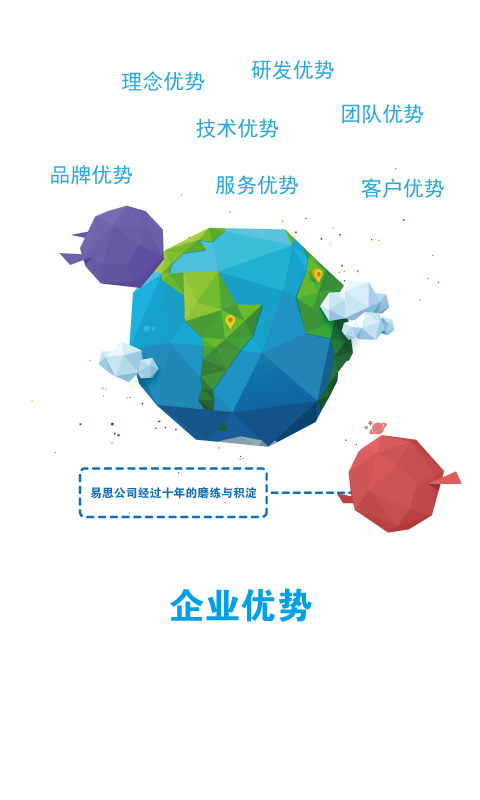 研发优势
理念优势
团队优势
技术优势
品牌优势
服务优势
客户优势
易思公司经过十年的磨练与积淀
企业优势